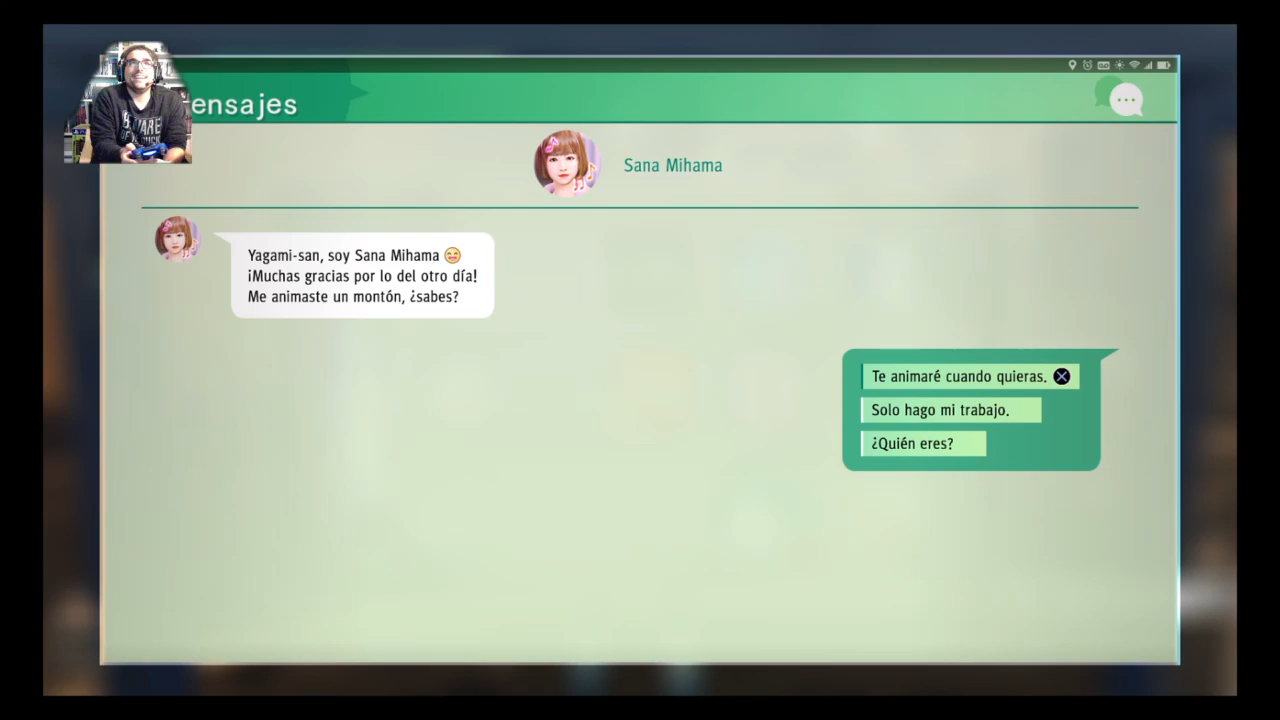 ensajes
Sana Mihama
Yagami-san, soy Sana Mihama
¡Muchas gracias por lo del otro día!
Me animaste un montón, ¿sabes?
Te animaré cuando quieras.
Solo hago mi trabajo.
¿Quién eres?